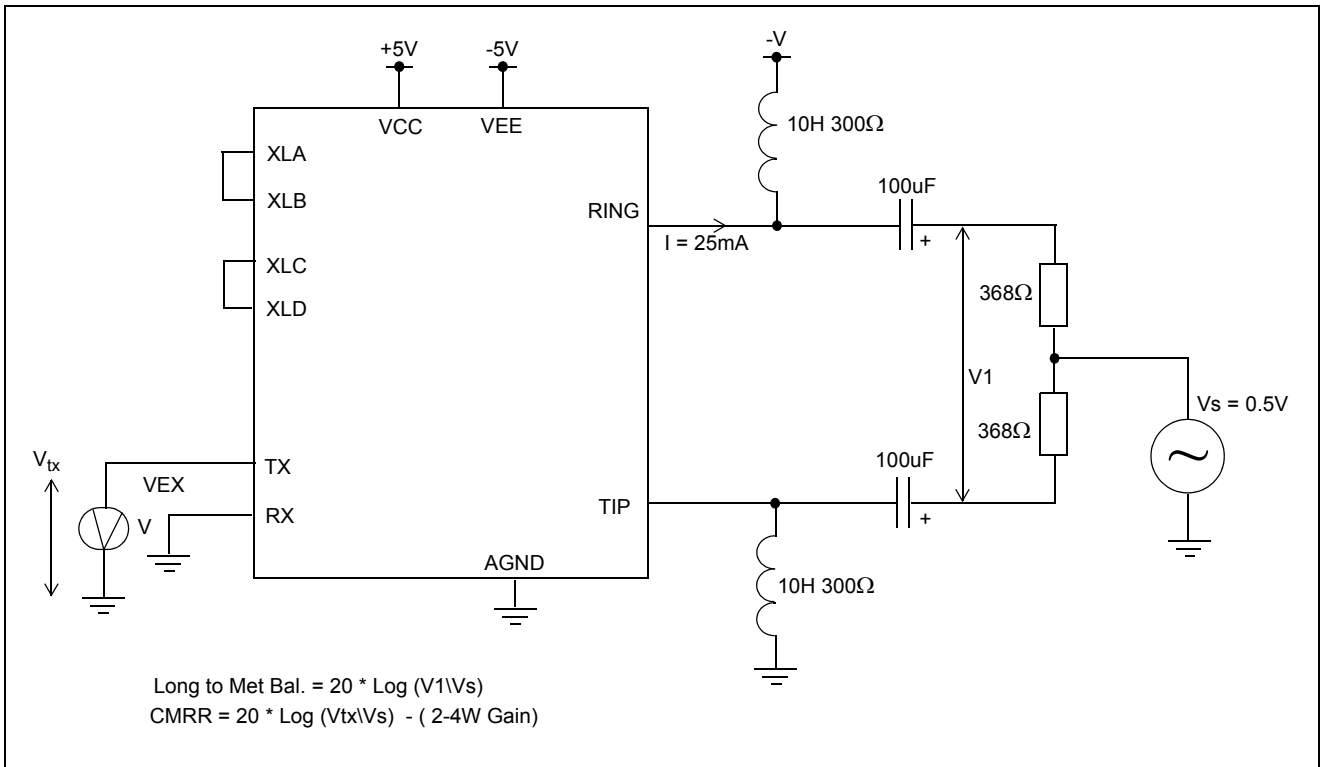 +5V
-5V
-V
VCC
VEE
10H 300Ω
XLA
XLB
100uF
RING
+
I = 25mA
XLC
XLD
368Ω
V1
Vs = 0.5V
368Ω
~
Vtx
TX
100uF
VEX
TIP
+
V
RX
AGND
10H 300Ω
Long to Met Bal. = 20 * Log (V1\Vs)
CMRR = 20 * Log (Vtx\Vs) - ( 2-4W Gain)